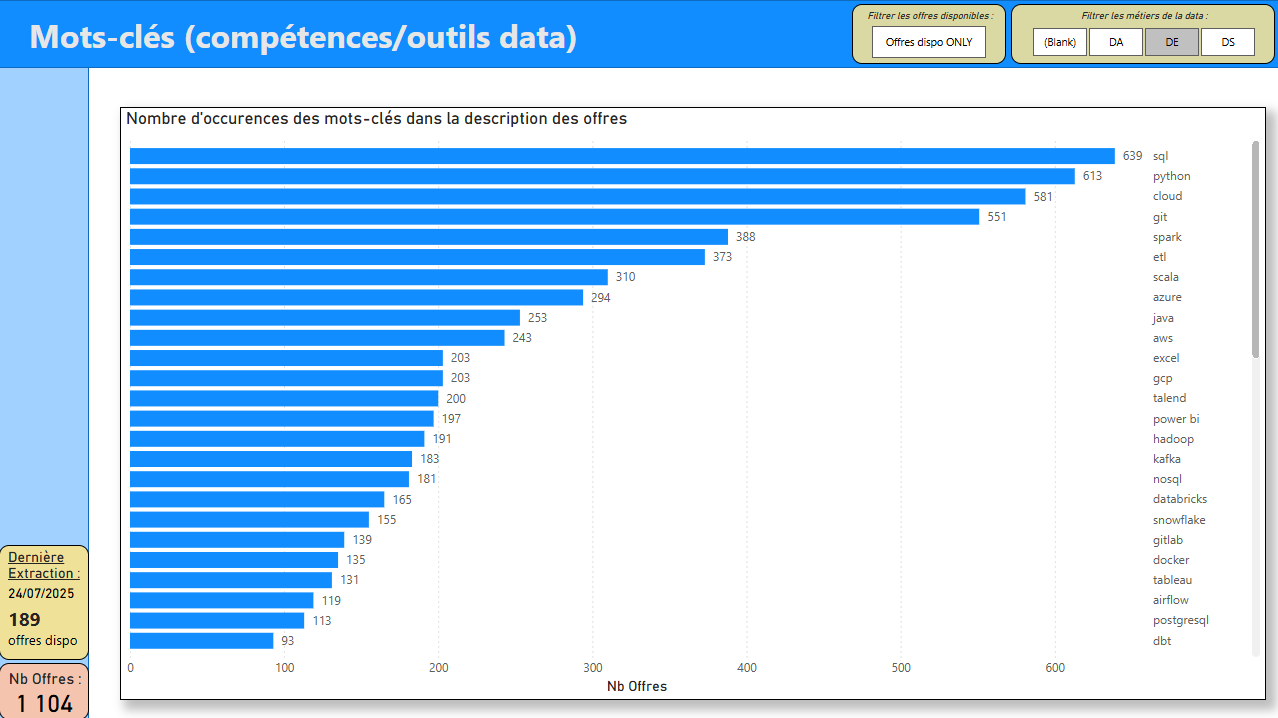 Mots-clés (compétences/outils data)
Filtrer les offres disponibles :
Offres dispo ONLY
Filtrer les métiers de la data :
(Blank) DA DE DS
Nombre d'occurences des mots-clés dans la description des offres
639 sql
613 python
581 cloud
551 git
388 spark
373 etl
310 scala
294 azure
253 java
243 aws
203 excel
203 gcp
200 talend
197 power bi
191 hadoop
183 kafka
181 nosql
165 databricks
155 snowflake
139 gitlab
135 docker
131 tableau
119 airflow
113 postgresql
93 dbt
0 100 200 300 400 500 600
Nb Offres
Dernière
Extraction :
24/07/2025
189
offres dispo
Nb Offres :
1 104